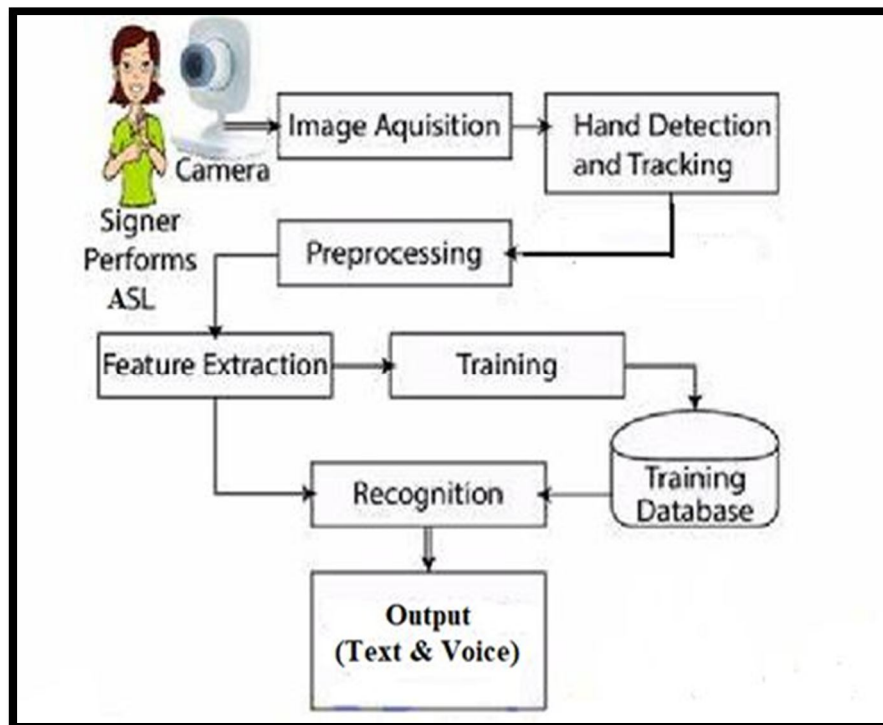 Camera
Signer
Performs
ASL
Image Aquisition
Hand Detection
and Tracking
Preprocessing
Feature Extraction
Training
Training
Database
Recognition
Output
(Text & Voice)